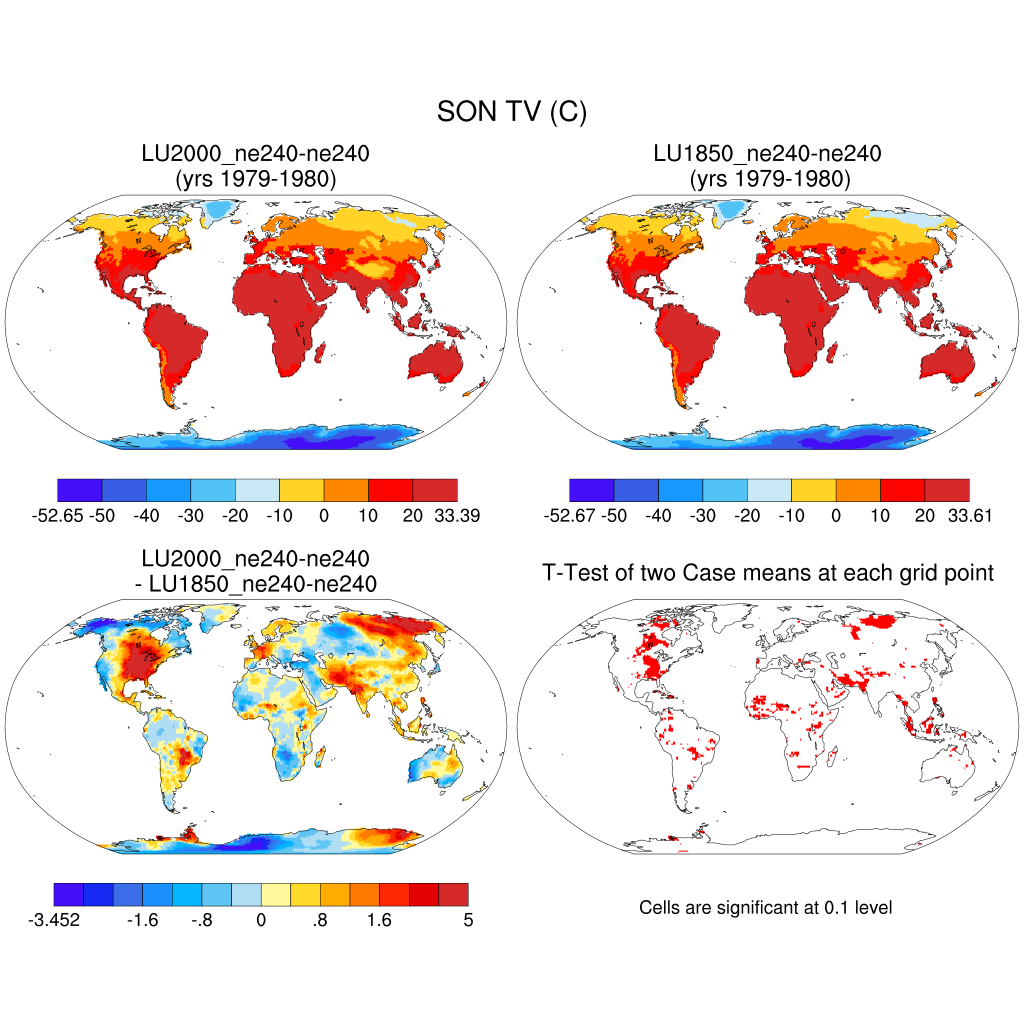 SON TV (C)
LU2000_ne240-ne240
(yrs 1979-1980)
LU1850_ne240-ne240
(yrs 1979-1980)
-52.65 -50 -40 -30 -20 -10 0 10 20 33.39
-52.67 -50 -40 -30 -20 -10 0 10 20 33.61
LU2000_ne240-ne240
- LU1850_ne240-ne240
T-Test of two Case means at each grid point
-3.452 -1.6 -.8 0 .8 1.6 5
Cells are significant at 0.1 level